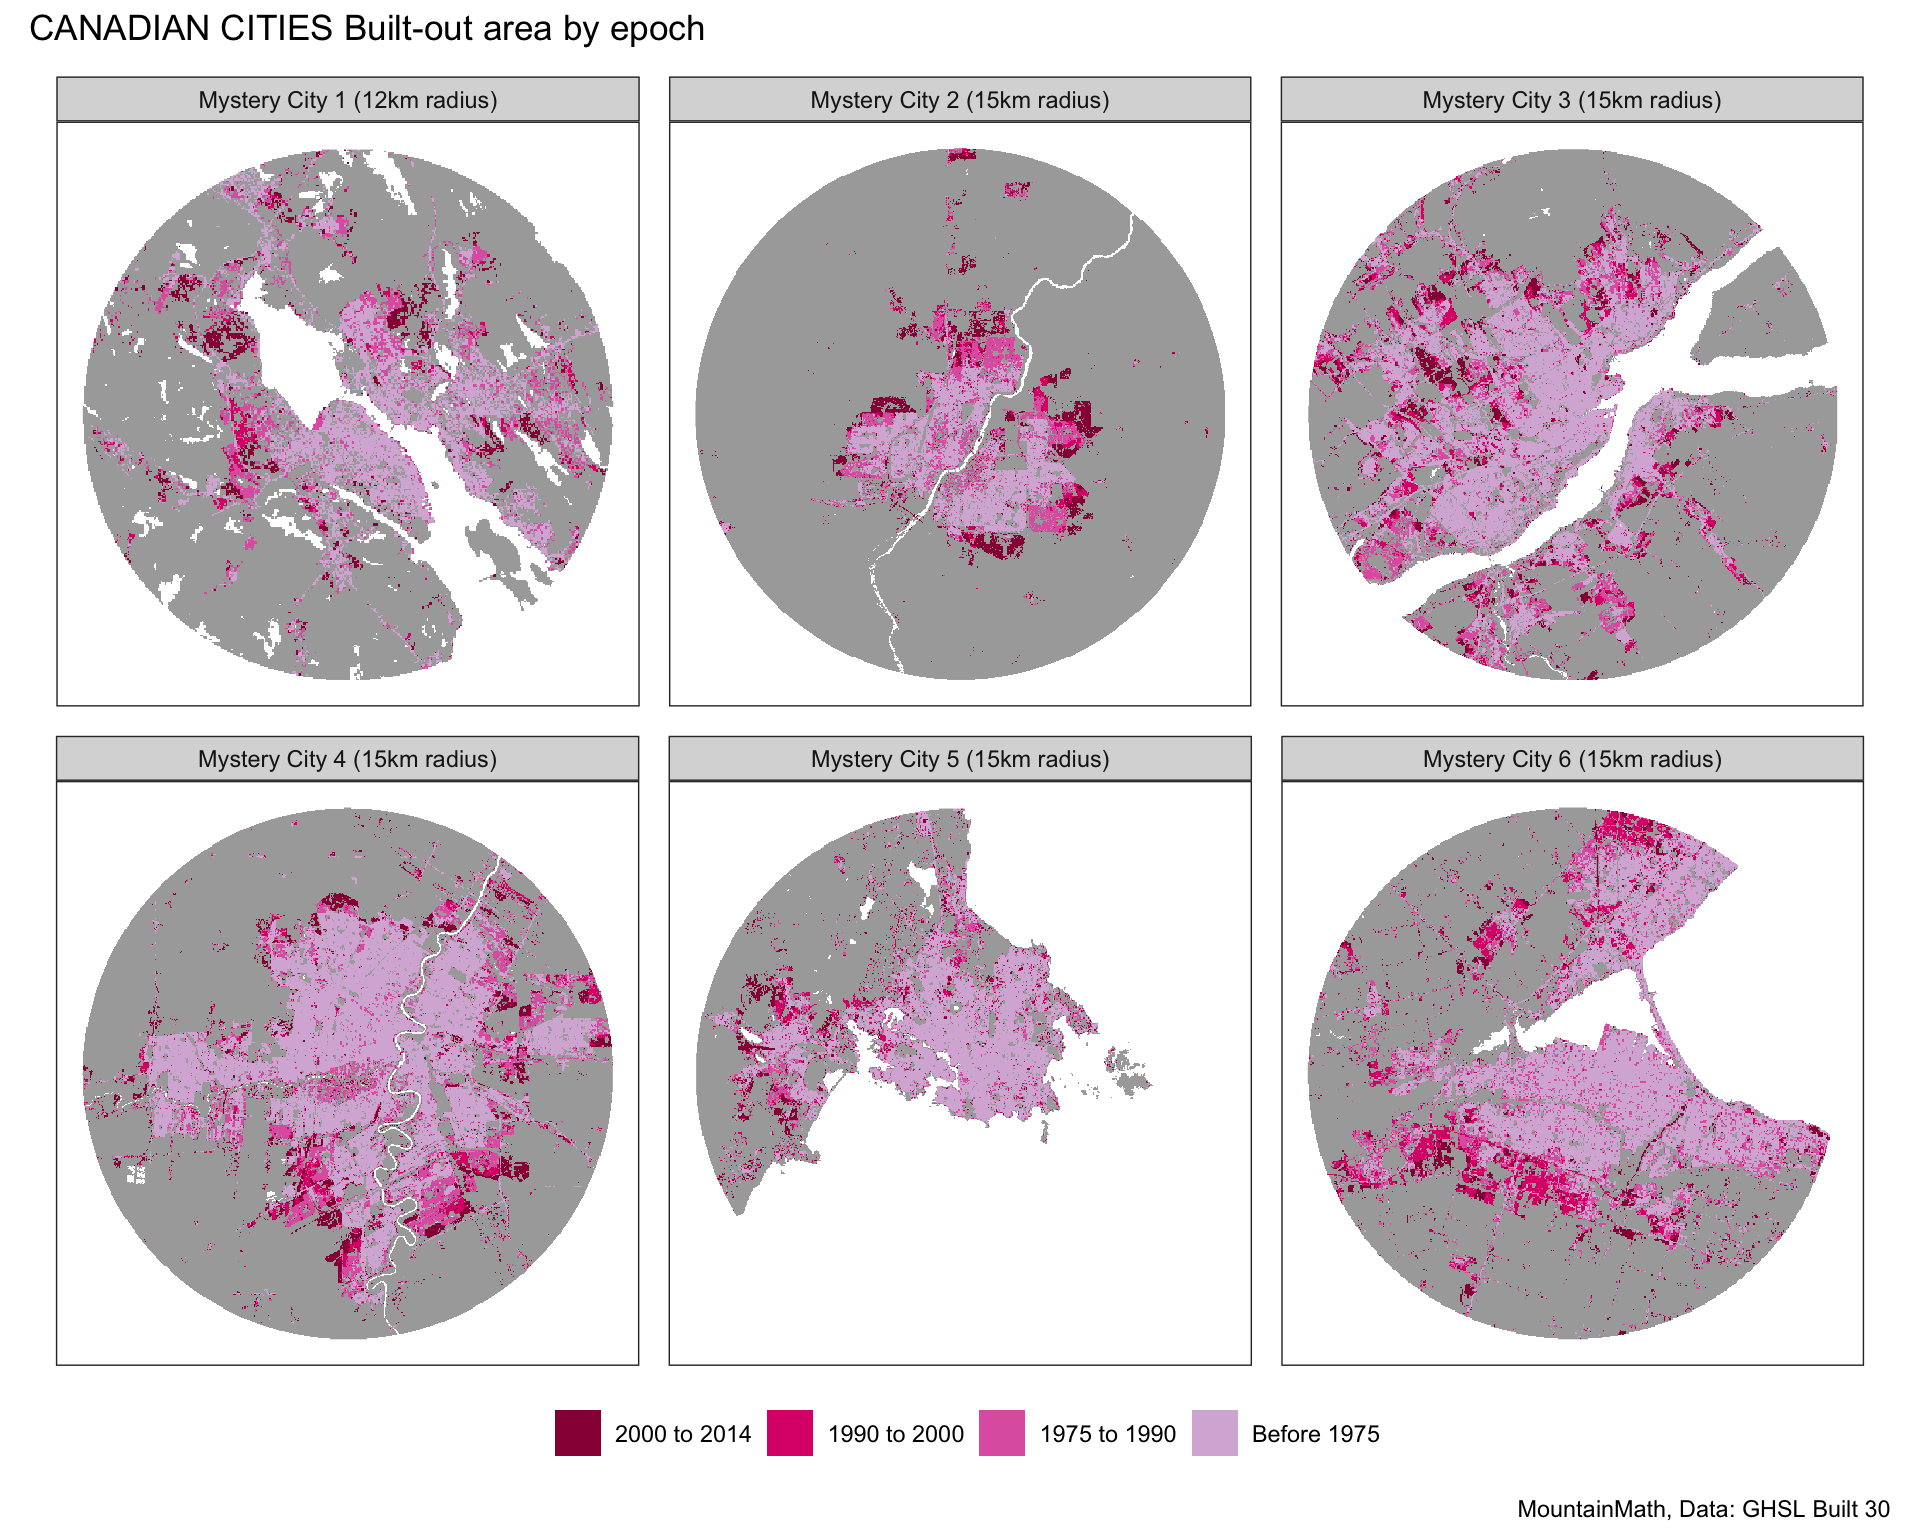 CANADIAN CITIES Built-out area by epoch
Mystery City 1 (12km radius)
Mystery City 2 (15km radius)
Mystery City 3 (15km radius)
Mystery City 4 (15km radius)
Mystery City 5 (15km radius)
Mystery City 6 (15km radius)
2000 to 2014
1990 to 2000
1975 to 1990
Before 1975
MountainMath, Data: GHSL Built 30